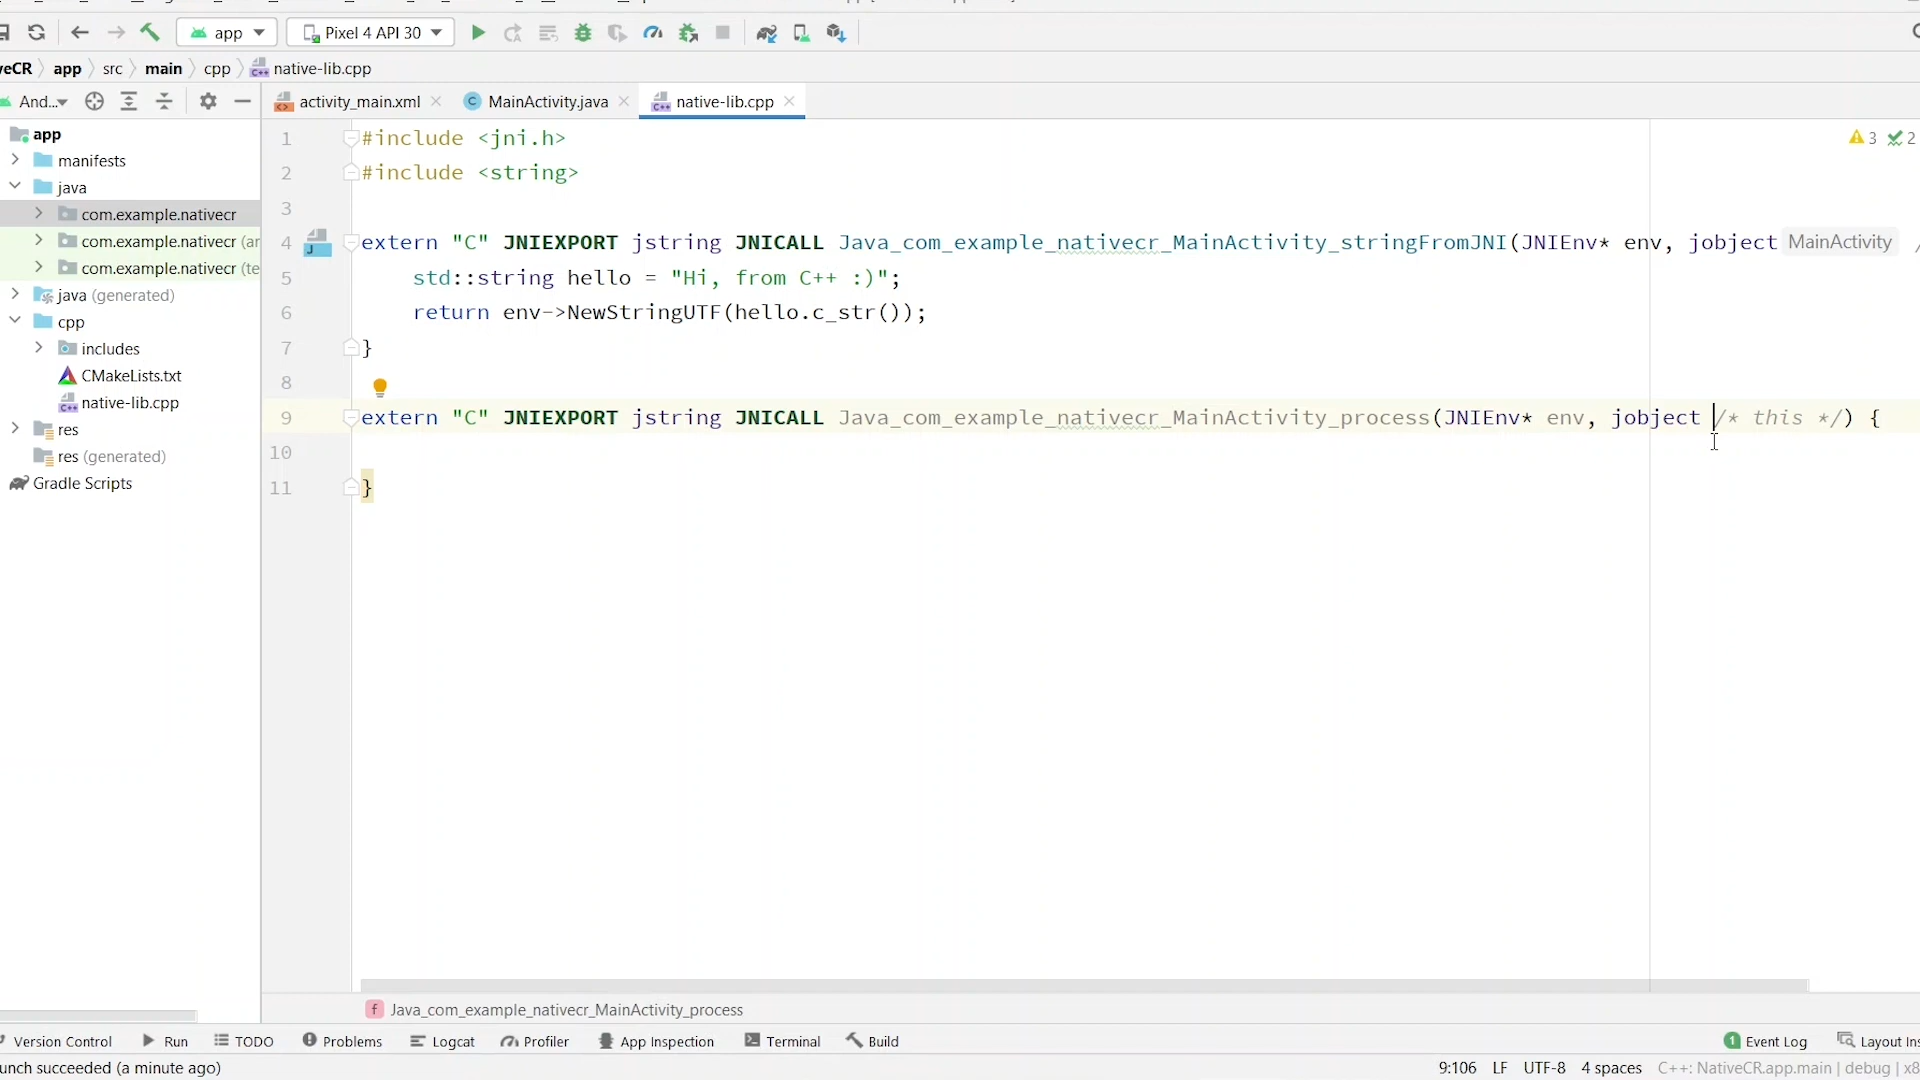 app
Pixel 4 API 30
veCR app src main cpp native-lib.cpp
And... activity_main.xml MainActivity.java native-lib.cpp
app
manifests
java
com.example.nativecr
com.example.nativecr (ar
com.example.nativecr (te
java (generated)
cpp
includes
CMakeLists.txt
native-lib.cpp
res
res (generated)
Gradle Scripts
3 2
1 #include <jni.h>
2 #include <string>
3
4 extern "C" JNIEXPORT jstring JNICALL Java_com_example_nativecr_MainActivity_stringFromJNI(JNIEnv* env, jobject MainActivity /
5 std::string hello = "Hi, from C++ :)";
6 return env->NewStringUTF(hello.c_str());
7 }
8
9 extern "C" JNIEXPORT jstring JNICALL Java_com_example_nativecr_MainActivity_process(JNIEnv* env, jobject /* this */) {
10
11 }
Java_com_example_nativecr_MainActivity_process
Version Control Run TODO Problems Logcat Profiler App Inspection Terminal Build 1 Event Log Layout Ins
unch succeeded (a minute ago) 9:106 LF UTF-8 4 spaces C++: NativeCR.app.main | debug | x8